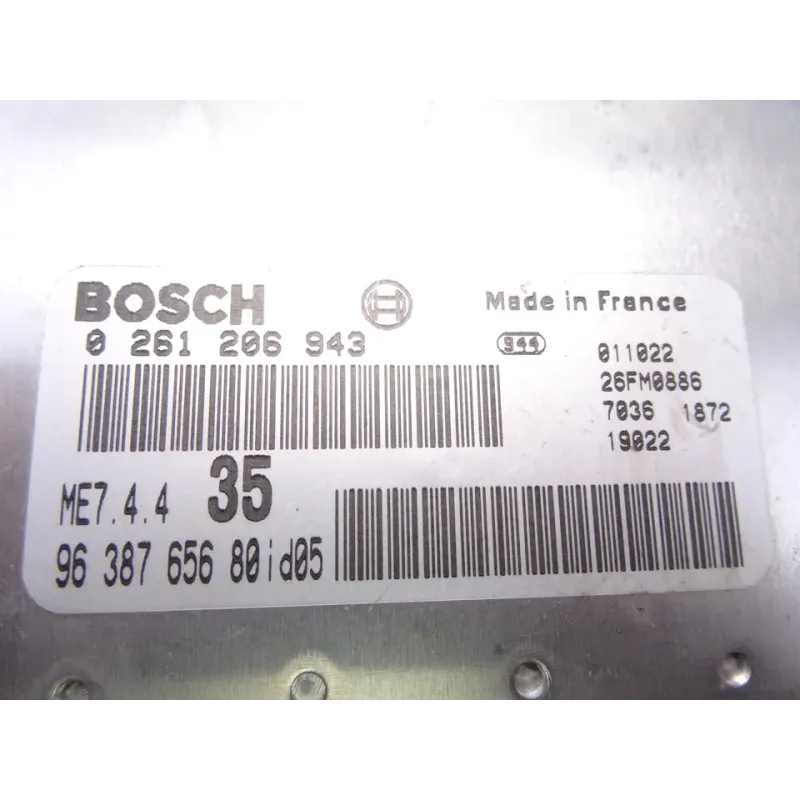 BOSCH
Made in France
0 261 206 943
944
011022
26FM0886
7036 1872
19022
ME7.4.4 35
96 387 656 80id05